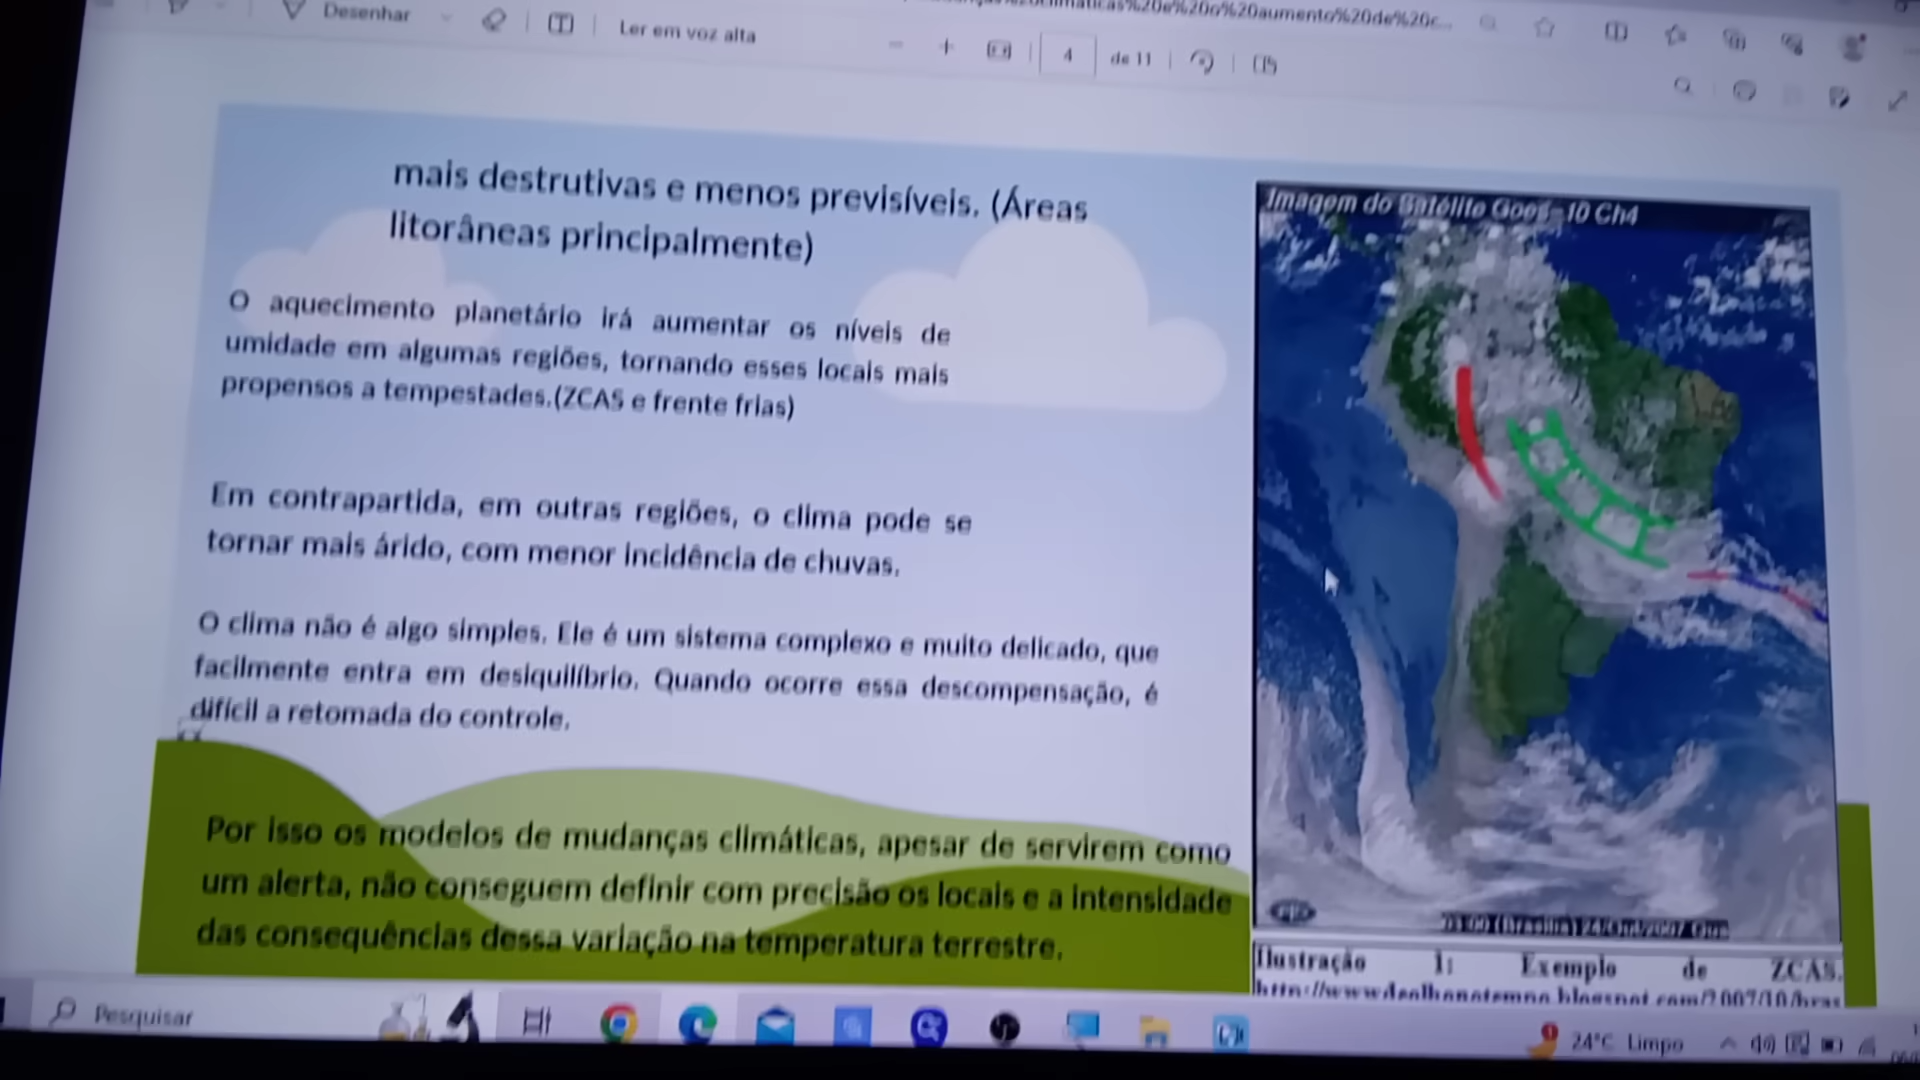 Desenhar
Ler em voz alta
4
de 11
mais destrutivas e menos previsíveis. (Áreas
litorâneas principalmente)
O aquecimento planetário irá aumentar os níveis de
umidade em algumas regiões, tornando esses locais mais
propensos a tempestades.(ZCAS e frente frias)
Em contrapartida, em outras regiões, o clima pode se
tornar mais árido, com menor incidência de chuvas.
O clima não é algo simples. Ele é um sistema complexo e muito delicado, que
facilmente entra em desiquilíbrio. Quando ocorre essa descompensação, é
difícil a retomada do controle.
Por isso os modelos de mudanças climáticas, apesar de servirem como
um alerta, não conseguem definir com precisão os locais e a intensidade
das consequências dessa variação na temperatura terrestre.
Imagem do Satélite Goes-10 Ch4
Ilustração 1: Exemplo de ZCAS.
Pesquisar
24°C Limpo